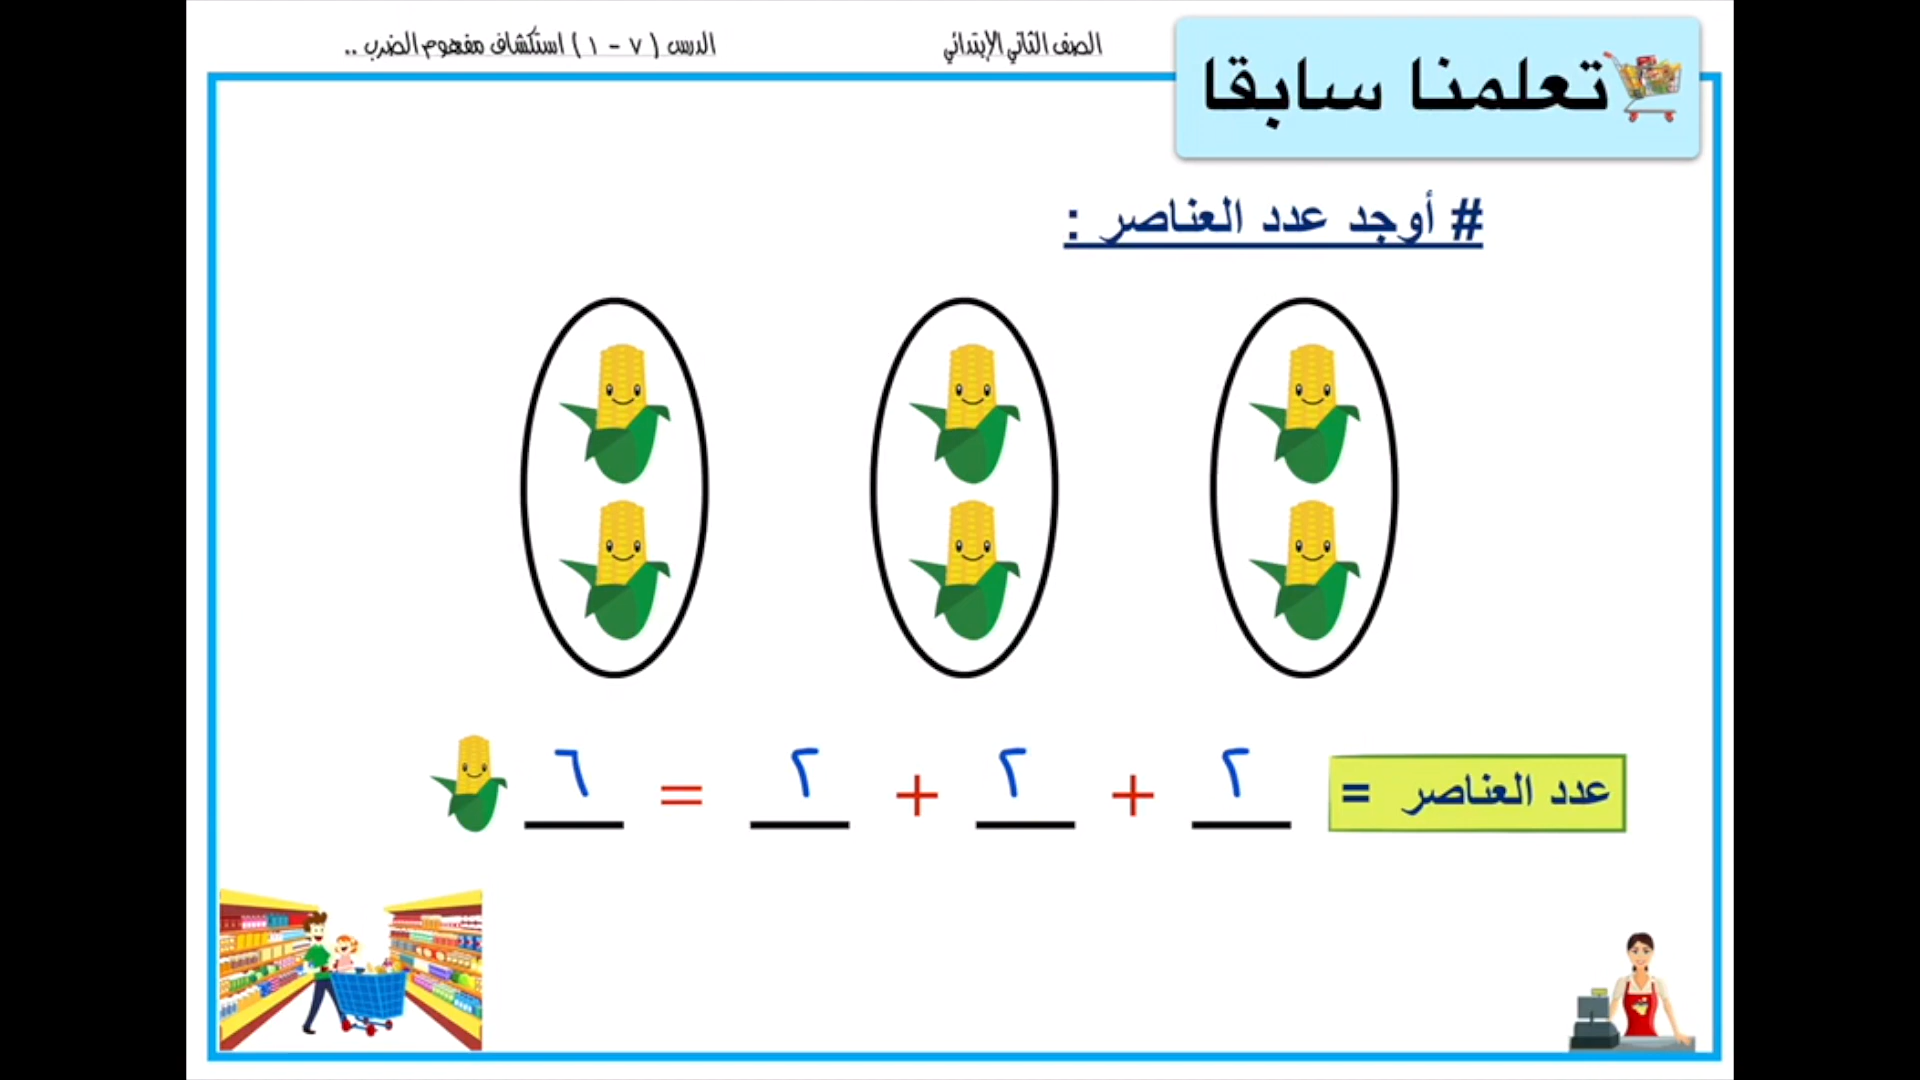 الصف الثاني الإبتدائي
الدرس ( ٧ - ١ ) استكشاف مفهوم الضرب ..
تعلمنا سابقا
# أوجد عدد العناصر :
عدد العناصر = ٢ + ٢ + ٢ = ٦